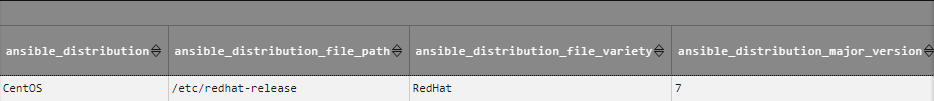 ansible_distribution ansible_distribution_file_path ansible_distribution_file_variety ansible_distribution_major_version
CentOS /etc/redhat-release RedHat 7